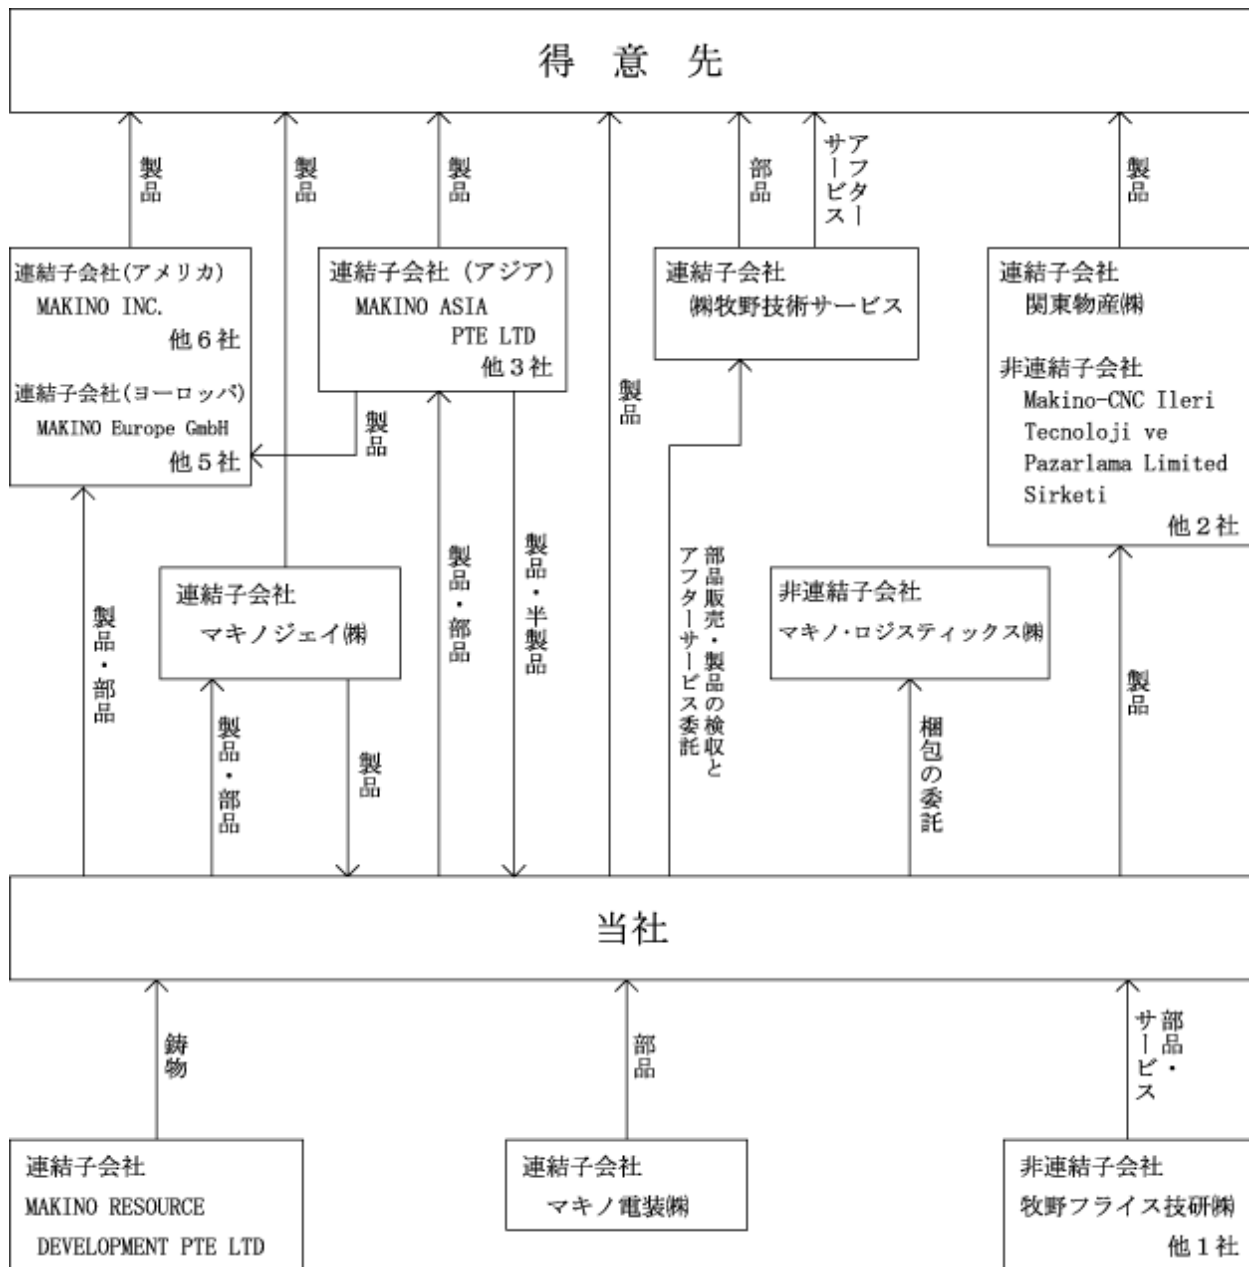 得意先
製品
製品
製品
製品
部品
アフター
サービス
製品
連結子会社(アメリカ)
MAKINO INC.
他6社
連結子会社(ヨーロッパ)
MAKINO Europe GmbH
他5社
連結子会社(アジア)
MAKINO ASIA
PTE LTD
他3社
製品
連結子会社
㈱牧野技術サービス
連結子会社
関東物産㈱
非連結子会社
Makino-CNC Ileri
Tecnoloji ve
Pazarlama Limited
Sirketi
他2社
連結子会社
マキノジェイ㈱
非連結子会社
マキノ・ロジスティックス㈱
製品・部品
製品・部品
製品
製品・部品
製品・半製品
部品販売・製品の検収と
アフターサービス委託
梱包の委託
製品
当社
鋳物
部品
部品・
サービス
連結子会社
MAKINO RESOURCE
DEVELOPMENT PTE LTD
連結子会社
マキノ電装㈱
非連結子会社
牧野フライス技研㈱
他1社